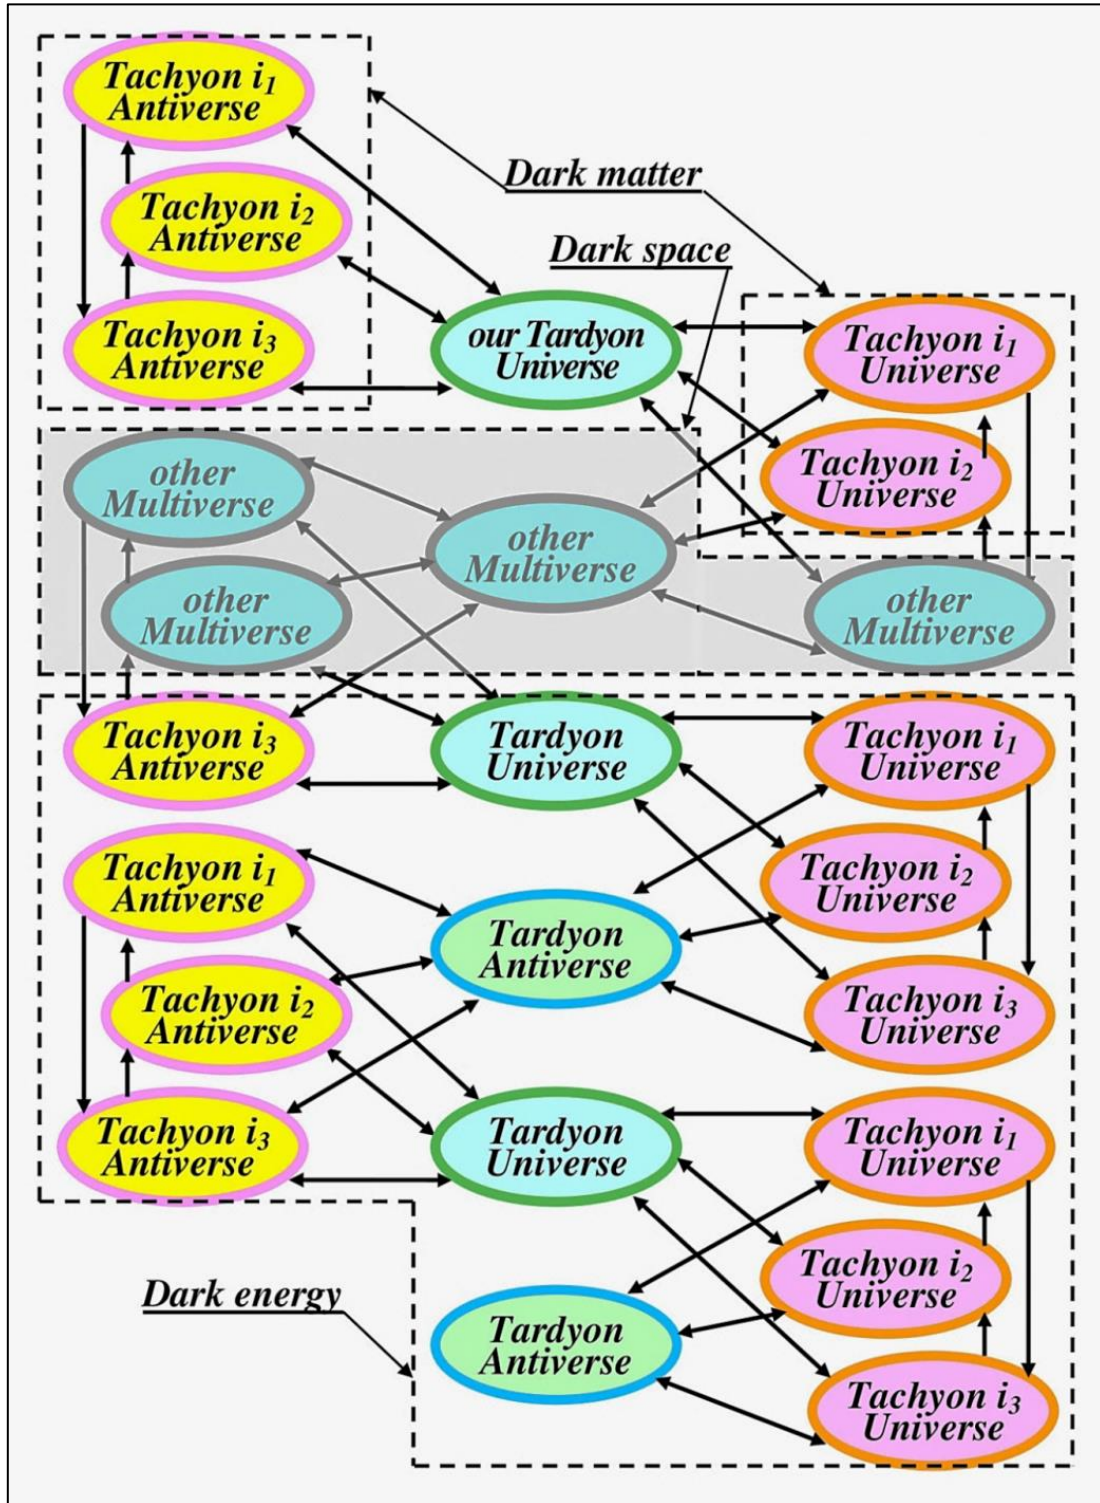 Tachyon i₁
Antiverse
Dark matter
Tachyon i₂
Antiverse
Dark space
Tachyon i₃
Antiverse
our Tardyon
Universe
Tachyon i₁
Universe
Tachyon i₂
Universe
other
Multiverse
other
Multiverse
other
Multiverse
other
Multiverse
Tachyon i₃
Antiverse
Tardyon
Universe
Tachyon i₁
Universe
Tachyon i₁
Antiverse
Tachyon i₂
Universe
Tardyon
Antiverse
Tachyon i₂
Antiverse
Tachyon i₃
Universe
Tachyon i₃
Antiverse
Tardyon
Universe
Tachyon i₁
Universe
Tachyon i₂
Universe
Dark energy
Tardyon
Antiverse
Tachyon i₃
Universe